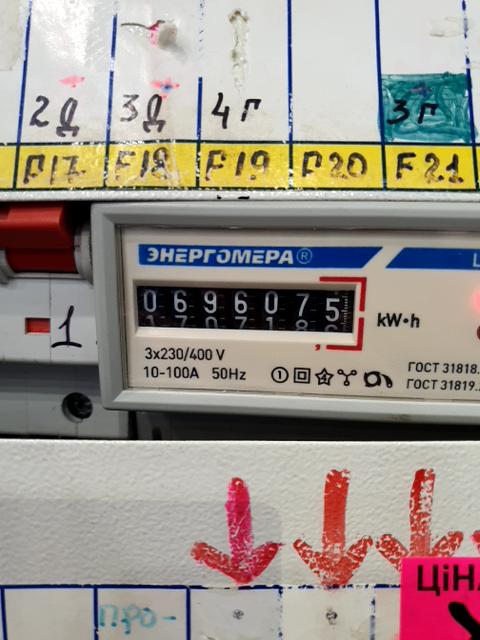 2Д 3Д 4Г 3Г
F17 F18 F19 F20 F21
ЭНЕРГОМЕРА®
0696075
kW•h
1
3x230/400 V
10-100A 50Hz
ГОСТ 31818.
ГОСТ 31819.
ЦІН
ПРО-